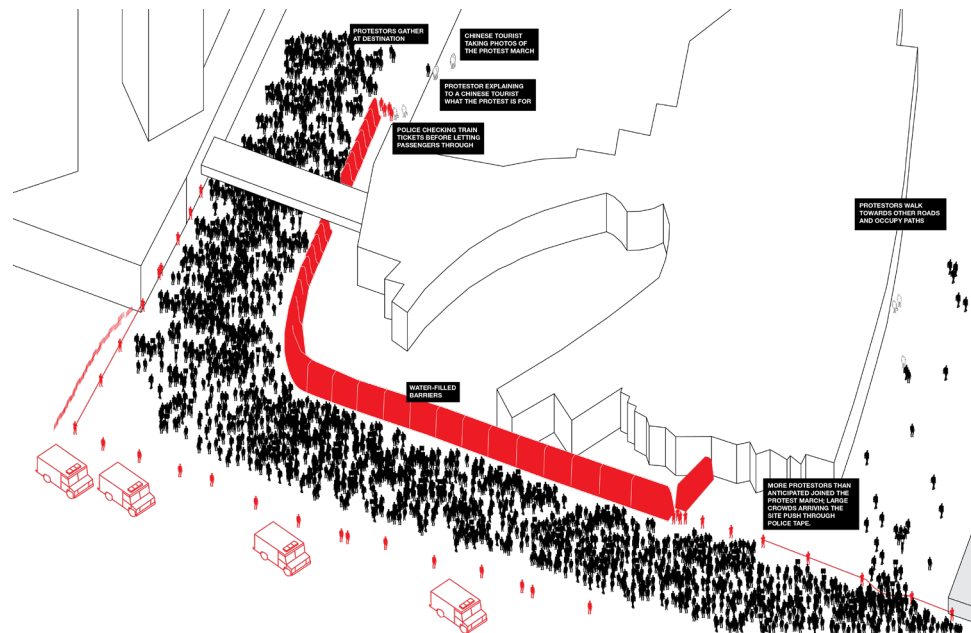 PROTESTORS GATHER
AT DESTINATION
CHINESE TOURIST
TAKING PHOTOS OF
THE PROTEST MARCH
PROTESTOR EXPLAINING
TO A CHINESE TOURIST
WHAT THE PROTEST IS FOR
POLICE CHECKING TRAIN
TICKETS BEFORE LETTING
PASSENGERS THROUGH
PROTESTORS WALK
TOWARDS OTHER ROADS
AND OCCUPY PATHS
WATER-FILLED
BARRIERS
MORE PROTESTORS THAN
ANTICIPATED JOINED THE
PROTEST MARCH; LARGE
CROWDS ARRIVING THE
SITE PUSH THROUGH
POLICE TAPE.